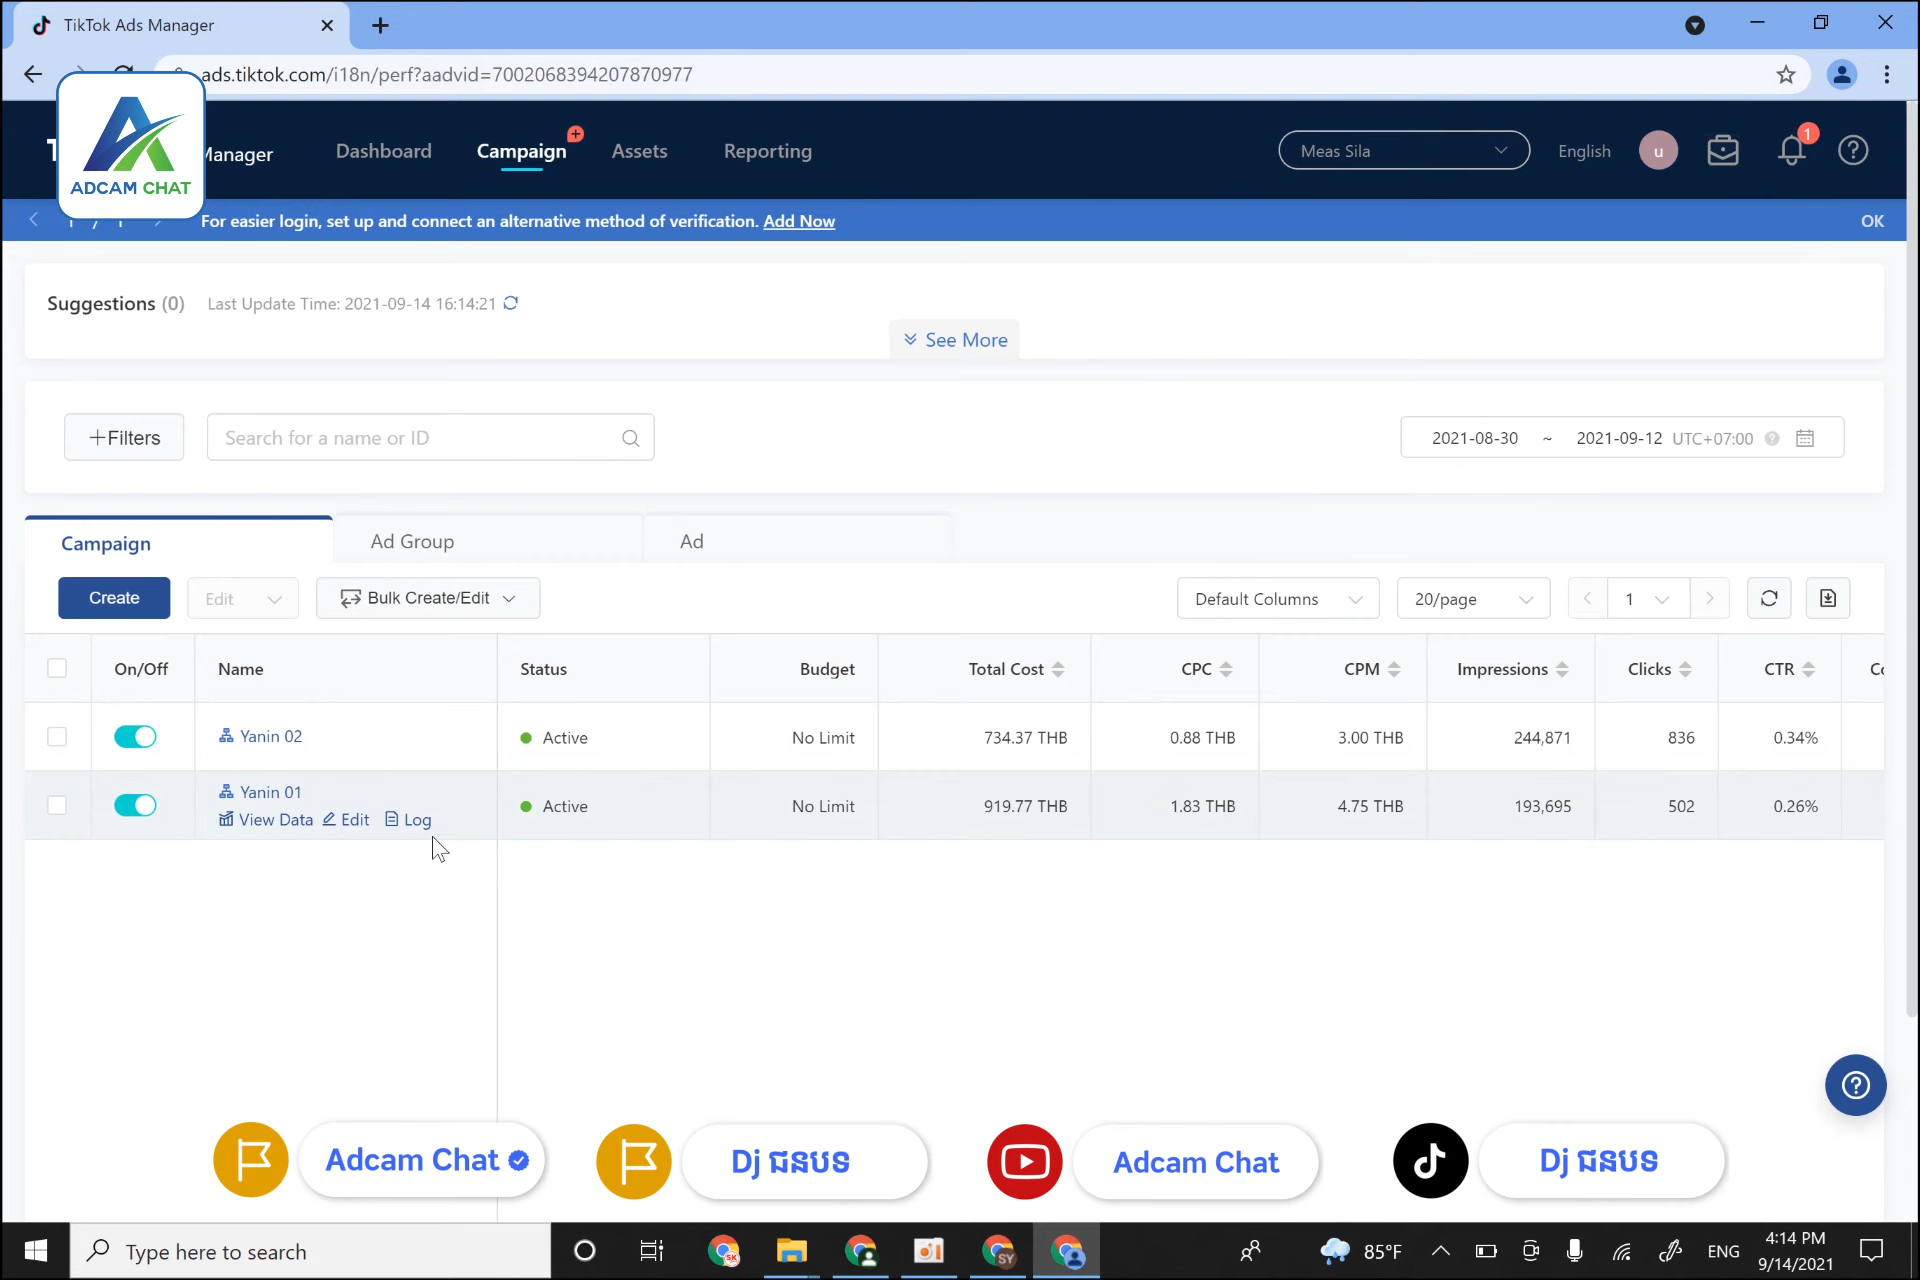 TikTok Ads Manager
ads.tiktok.com/i18n/perf?aadvid=7002068394207870977
ADCAM CHAT
Manager
Dashboard
Campaign
Assets
Reporting
Meas Sila
English
u
1
For easier login, set up and connect an alternative method of verification. Add Now
OK
Suggestions (0)
Last Update Time: 2021-09-14 16:14:21
See More
+Filters
Search for a name or ID
2021-08-30 ~ 2021-09-12 UTC+07:00
Campaign
Ad Group
Ad
Create
Edit
Bulk Create/Edit
Default Columns
20/page
1
On/Off Name Status Budget Total Cost CPC CPM Impressions Clicks CTR
Yanin 02 Active No Limit 734.37 THB 0.88 THB 3.00 THB 244,871 836 0.34%
Yanin 01 Active No Limit 919.77 THB 1.83 THB 4.75 THB 193,695 502 0.26%
View Data Edit Log
Adcam Chat
Dj ជនបទ
Adcam Chat
Dj ជនបទ
Type here to search
SK
SY
85°F
ENG
4:14 PM
9/14/2021